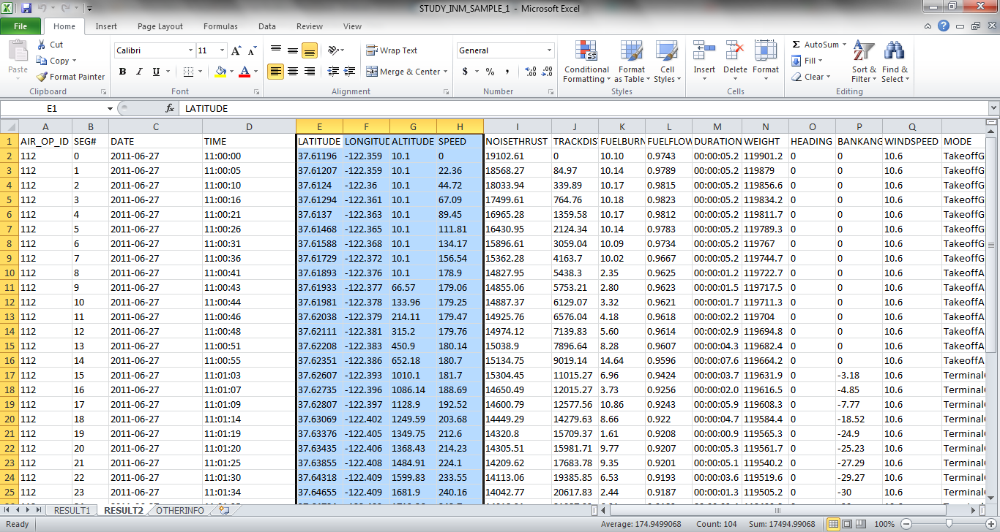 STUDY_INM_SAMPLE_1 - Microsoft Excel
File Home Insert Page Layout Formulas Data Review View
Paste Cut Copy Format Painter Clipboard
Calibri 11 B I U Font
Wrap Text Merge & Center Alignment
General $ % , Number
Conditional Formatting Format as Table Cell Styles Styles
Insert Delete Format Cells
AutoSum Fill Clear Sort & Filter Find & Select Editing
E1 fx LATITUDE
A B C D E F G H I J K L M N O P Q
1 AIR_OP_ID SEG# DATE TIME LATITUDE LONGITUD ALTITUDE SPEED NOISETHRUST TRACKDIS FUELBURN FUELFLOW DURATION WEIGHT HEADING BANKANG WINDSPEED MODE
2 112 0 2011-06-27 11:00:00 37.61196 -122.359 10.1 0 19102.61 0 10.10 0.9743 00:00:05.2 119901.2 0 0 10.6 TakeoffG
3 112 1 2011-06-27 11:00:05 37.61207 -122.359 10.1 22.36 18568.27 84.97 10.14 0.9789 00:00:05.2 119879 0 0 10.6 TakeoffG
4 112 2 2011-06-27 11:00:10 37.6124 -122.36 10.1 44.72 18033.94 339.89 10.17 0.9815 00:00:05.2 119856.6 0 0 10.6 TakeoffG
5 112 3 2011-06-27 11:00:16 37.61294 -122.361 10.1 67.09 17499.61 764.76 10.18 0.9823 00:00:05.2 119834.2 0 0 10.6 TakeoffG
6 112 4 2011-06-27 11:00:21 37.6137 -122.363 10.1 89.45 16965.28 1359.58 10.17 0.9812 00:00:05.2 119811.7 0 0 10.6 TakeoffG
7 112 5 2011-06-27 11:00:26 37.61468 -122.365 10.1 111.81 16430.95 2124.34 10.14 0.9783 00:00:05.2 119789.3 0 0 10.6 TakeoffG
8 112 6 2011-06-27 11:00:31 37.61588 -122.368 10.1 134.17 15896.61 3059.04 10.09 0.9734 00:00:05.2 119767 0 0 10.6 TakeoffG
9 112 7 2011-06-27 11:00:36 37.61729 -122.372 10.1 156.54 15362.28 4163.7 10.02 0.9667 00:00:05.2 119744.7 0 0 10.6 TakeoffG
10 112 8 2011-06-27 11:00:41 37.61893 -122.376 10.1 178.9 14827.95 5438.3 2.35 0.9625 00:00:01.2 119722.7 0 0 10.6 TakeoffA
11 112 9 2011-06-27 11:00:43 37.61933 -122.377 66.57 179.06 14855.06 5753.21 2.80 0.9623 00:00:01.5 119717.5 0 0 10.6 TakeoffA
12 112 10 2011-06-27 11:00:44 37.61981 -122.378 133.96 179.25 14887.37 6129.07 3.32 0.9621 00:00:01.7 119711.3 0 0 10.6 TakeoffA
13 112 11 2011-06-27 11:00:46 37.62038 -122.379 214.11 179.47 14925.76 6576.04 4.18 0.9618 00:00:02.2 119704 0 0 10.6 TakeoffA
14 112 12 2011-06-27 11:00:48 37.62111 -122.381 315.2 179.76 14974.12 7139.83 5.60 0.9614 00:00:02.9 119694.8 0 0 10.6 TakeoffA
15 112 13 2011-06-27 11:00:51 37.62208 -122.383 450.9 180.14 15038.9 7896.64 8.28 0.9607 00:00:04.3 119682.4 0 0 10.6 TakeoffA
16 112 14 2011-06-27 11:00:55 37.62351 -122.386 652.18 180.7 15134.75 9019.14 14.64 0.9596 00:00:07.6 119664.2 0 0 10.6 TakeoffA
17 112 15 2011-06-27 11:01:03 37.62607 -122.393 1010.1 181.7 15304.45 11015.27 6.96 0.9424 00:00:03.7 119631.9 0 -3.18 10.6 Terminal
18 112 16 2011-06-27 11:01:07 37.62735 -122.396 1086.14 188.69 14650.49 12015.27 3.73 0.9256 00:00:02.0 119616.5 0 -4.85 10.6 Terminal
19 112 17 2011-06-27 11:01:09 37.62807 -122.397 1128.9 192.52 14600.79 12577.56 10.86 0.9243 00:00:05.9 119608.3 0 -7.77 10.6 Terminal
20 112 18 2011-06-27 11:01:14 37.63069 -122.402 1249.59 203.68 14449.29 14279.63 8.66 0.922 00:00:04.7 119584.4 0 -18.52 10.6 Terminal
21 112 19 2011-06-27 11:01:19 37.63376 -122.405 1349.75 212.6 14320.8 15709.37 1.61 0.9208 00:00:00.9 119565.3 0 -24.9 10.6 Terminal
22 112 20 2011-06-27 11:01:20 37.63435 -122.406 1368.43 214.23 14305.51 15981.71 9.77 0.9207 00:00:05.3 119561.7 0 -25.23 10.6 Terminal
23 112 21 2011-06-27 11:01:25 37.63855 -122.408 1484.91 224.1 14209.62 17683.78 9.35 0.9201 00:00:05.1 119540.2 0 -27.29 10.6 Terminal
24 112 22 2011-06-27 11:01:30 37.64318 -122.409 1599.83 233.55 14113.06 19385.85 6.53 0.9193 00:00:03.6 119519.6 0 -29.27 10.6 Terminal
25 112 23 2011-06-27 11:01:34 37.64655 -122.409 1681.9 240.16 14042.77 20617.83 2.44 0.9187 00:00:01.3 119505.2 0 -30 10.6 Terminal
RESULT1 RESULT2 OTHERINFO
Ready Average: 174.9499068 Count: 104 Sum: 17494.99068 100%